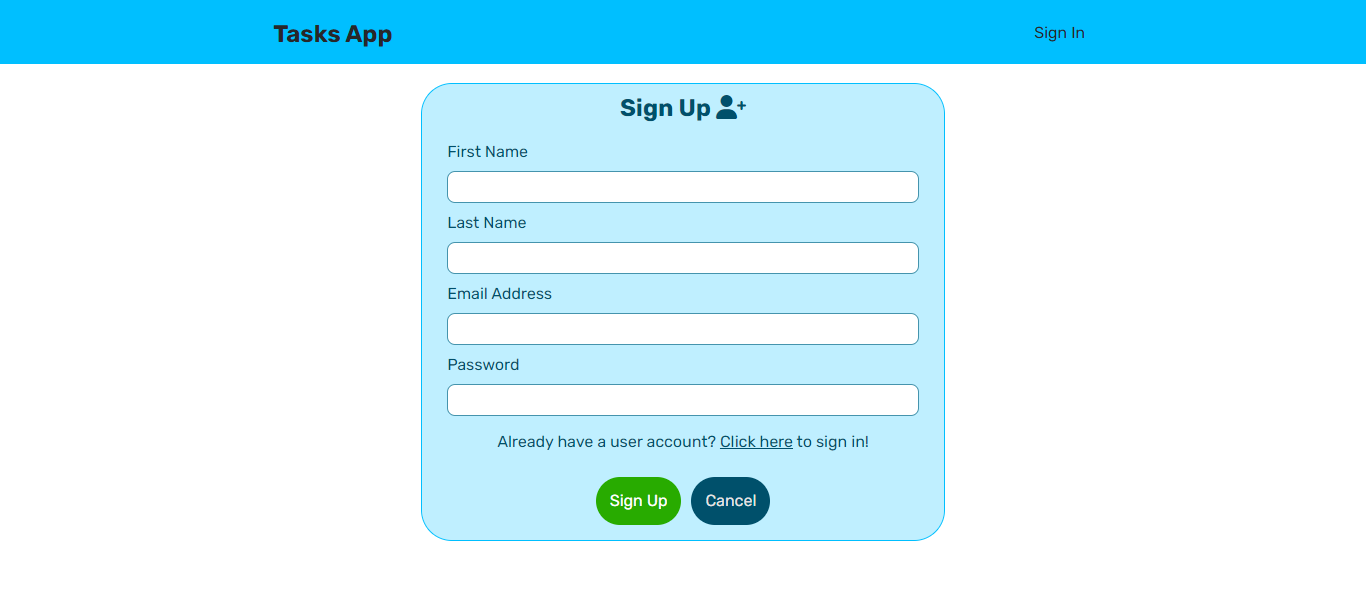 Tasks App
Sign In
Sign Up
First Name
Last Name
Email Address
Password
Already have a user account? Click here to sign in!
Sign Up
Cancel